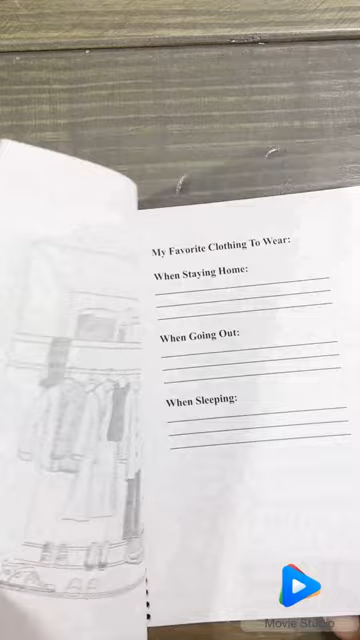 My Favorite Clothing To Wear:
When Staying Home:
When Going Out:
When Sleeping:
Movie Studio